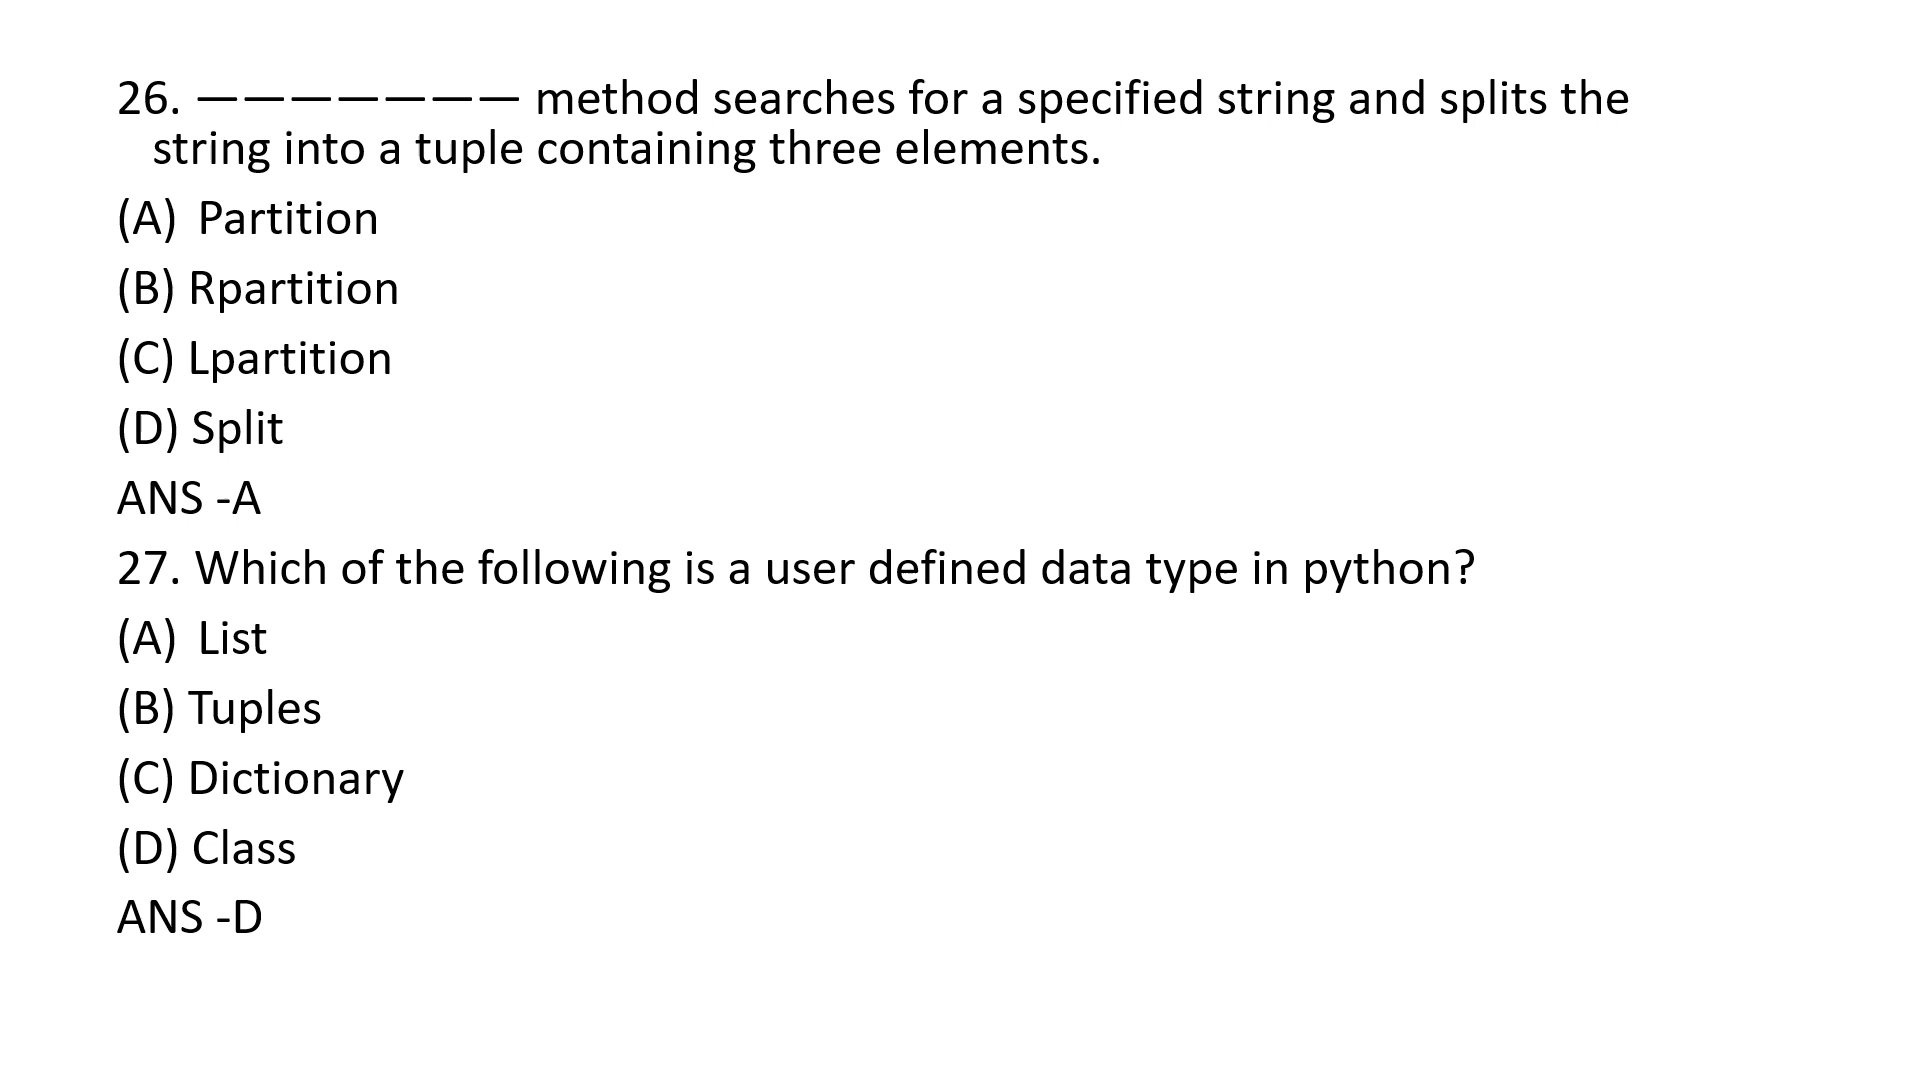 26. ——————— method searches for a specified string and splits the
string into a tuple containing three elements.
(A) Partition
(B) Rpartition
(C) Lpartition
(D) Split
ANS -A
27. Which of the following is a user defined data type in python?
(A) List
(B) Tuples
(C) Dictionary
(D) Class
ANS -D